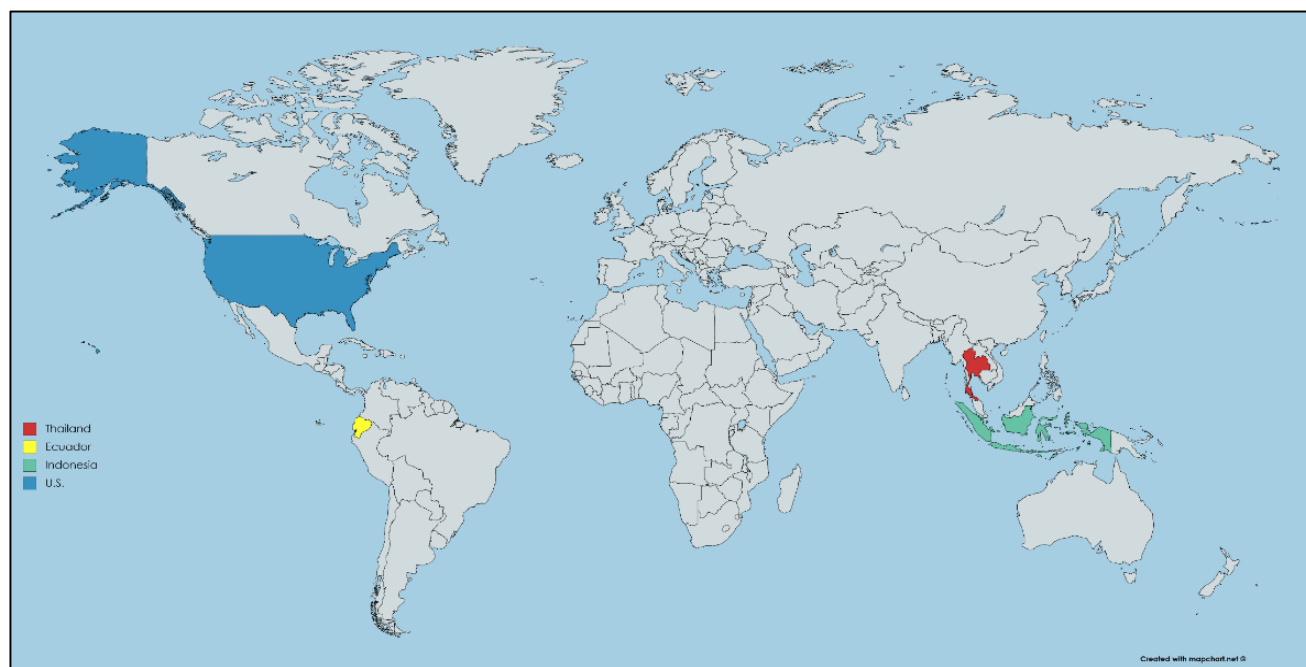 Thailand
Ecuador
Indonesia
U.S.
Created with mapchart.net ©